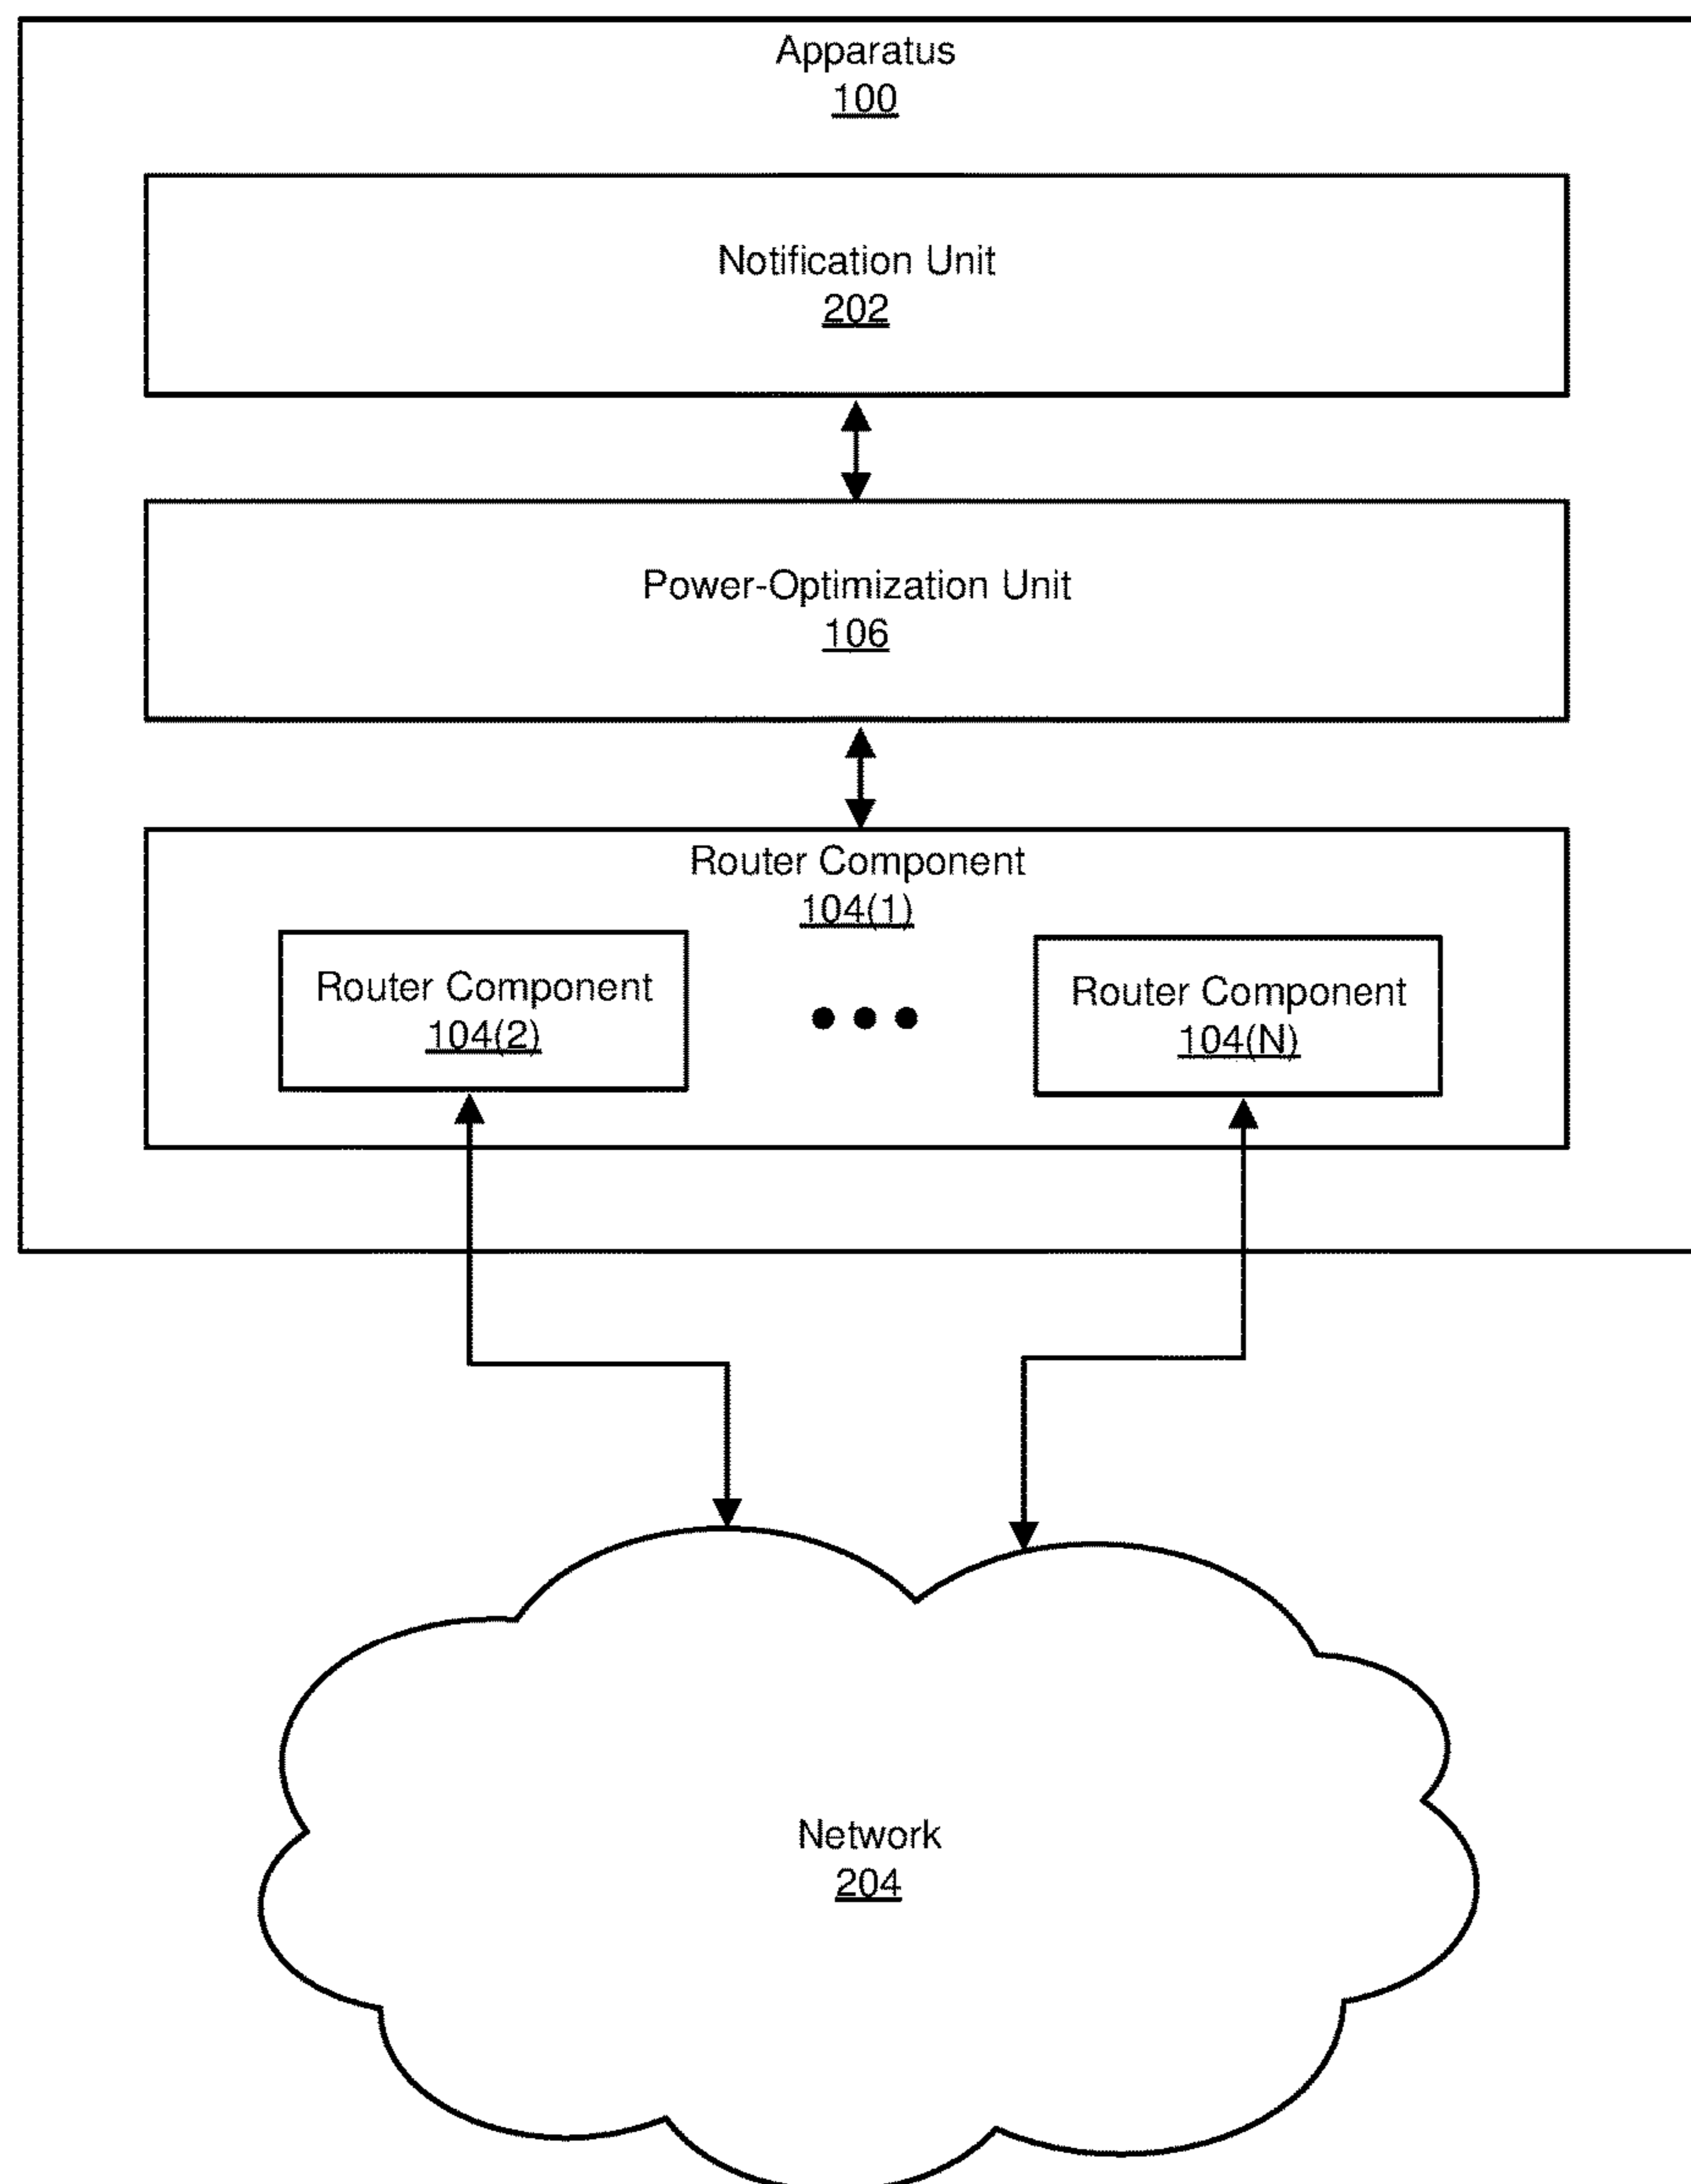 Apparatus
100
Notification Unit
202
Power-Optimization Unit
106
Router Component
104(1)
Router Component
104(2)
Router Component
104(N)
Network
204